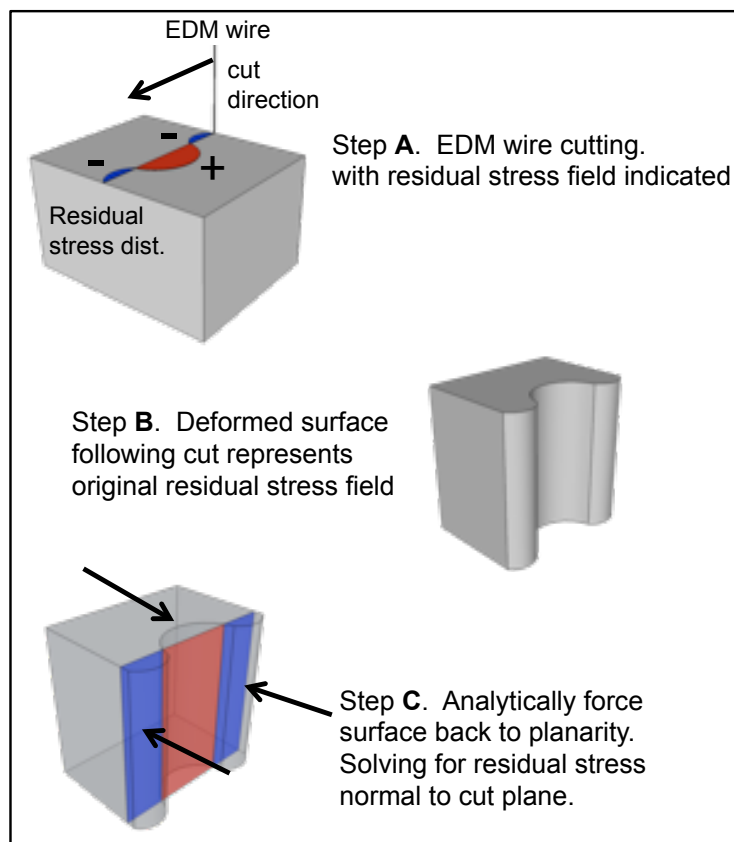 EDM wire
cut
direction
-
-
+
Residual
stress dist.
Step A.  EDM wire cutting.
with residual stress field indicated
Step B.  Deformed surface
following cut represents
original residual stress field
Step C.  Analytically force
surface back to planarity.
Solving for residual stress
normal to cut plane.